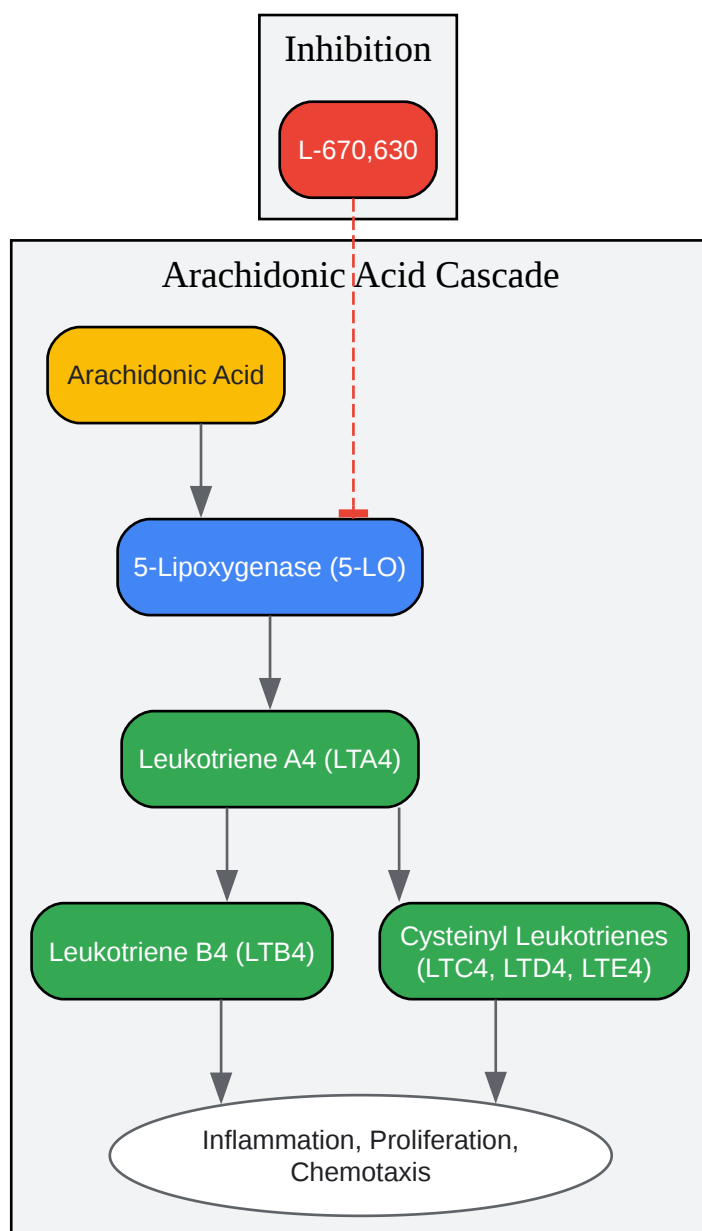 Inhibition
L-670,630
Arachidonic Acid Cascade
Arachidonic Acid
5-Lipoxygenase (5-LO)
Leukotriene A4 (LTA4)
Leukotriene B4 (LTB4)
Cysteinyl Leukotrienes
(LTC4, LTD4, LTE4)
Inflammation, Proliferation,
Chemotaxis